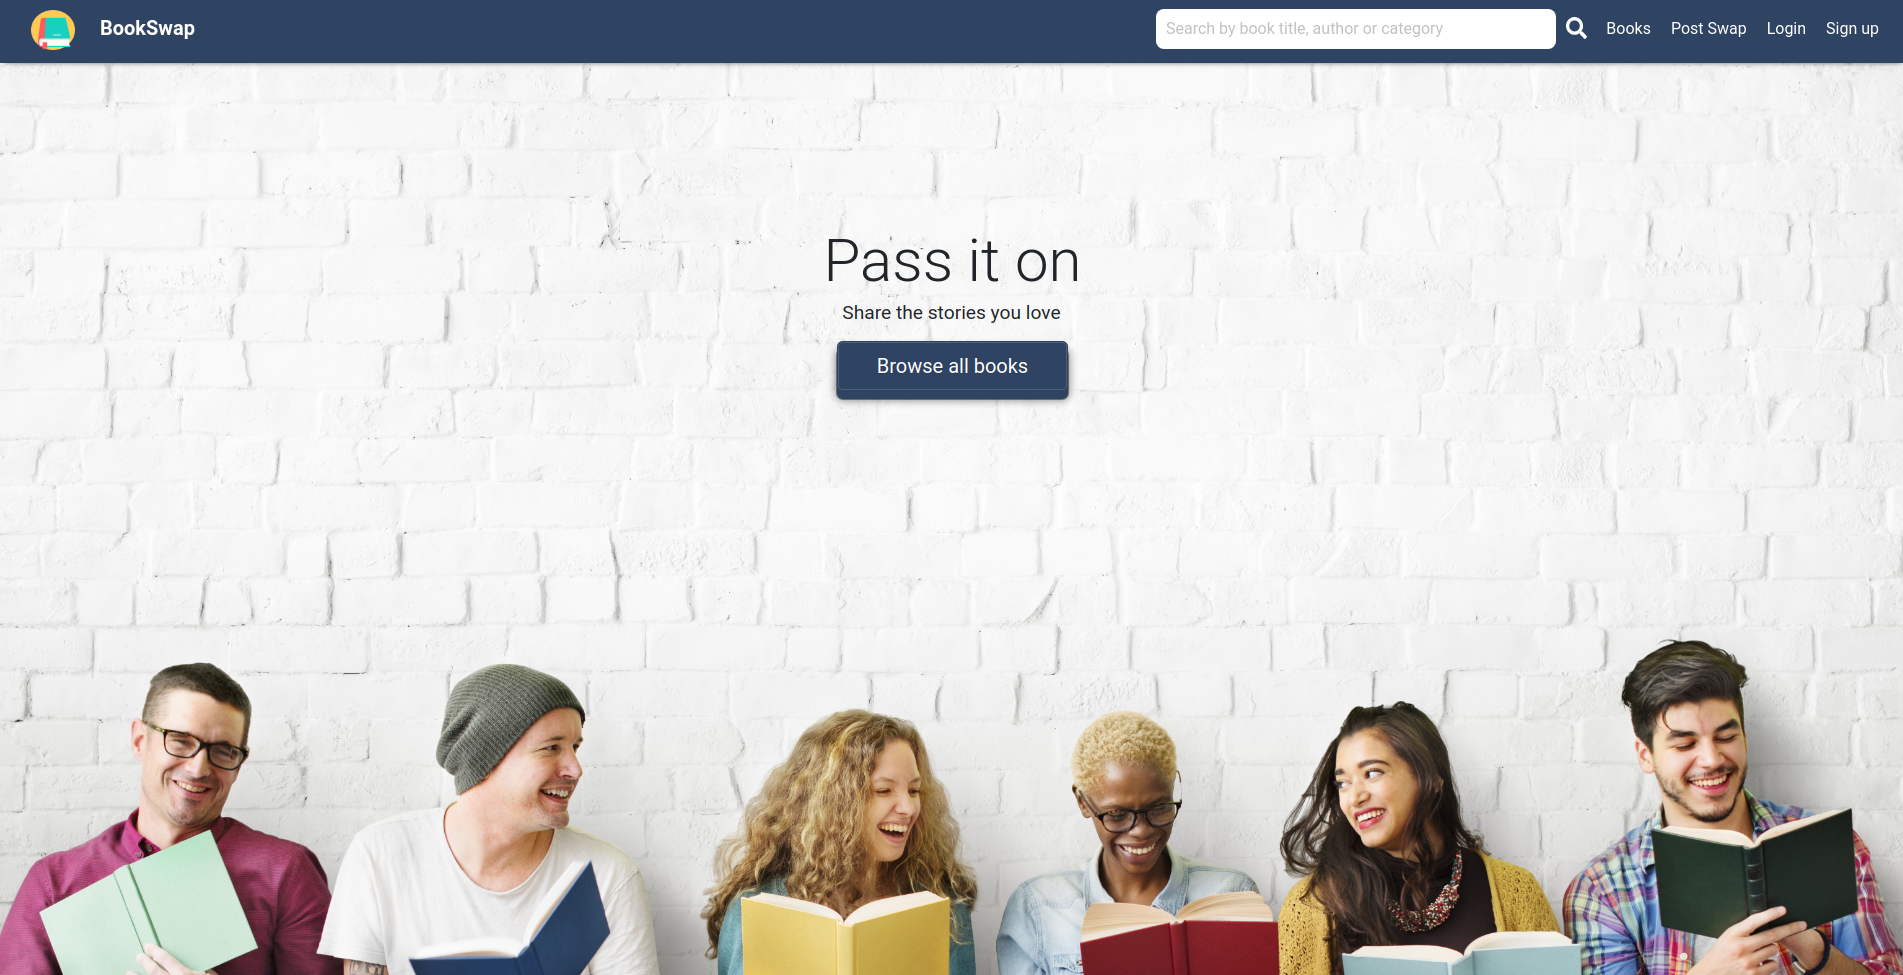 BookSwap
Search by book title, author or category
Books
Post Swap
Login
Sign up
Pass it on
Share the stories you love
Browse all books